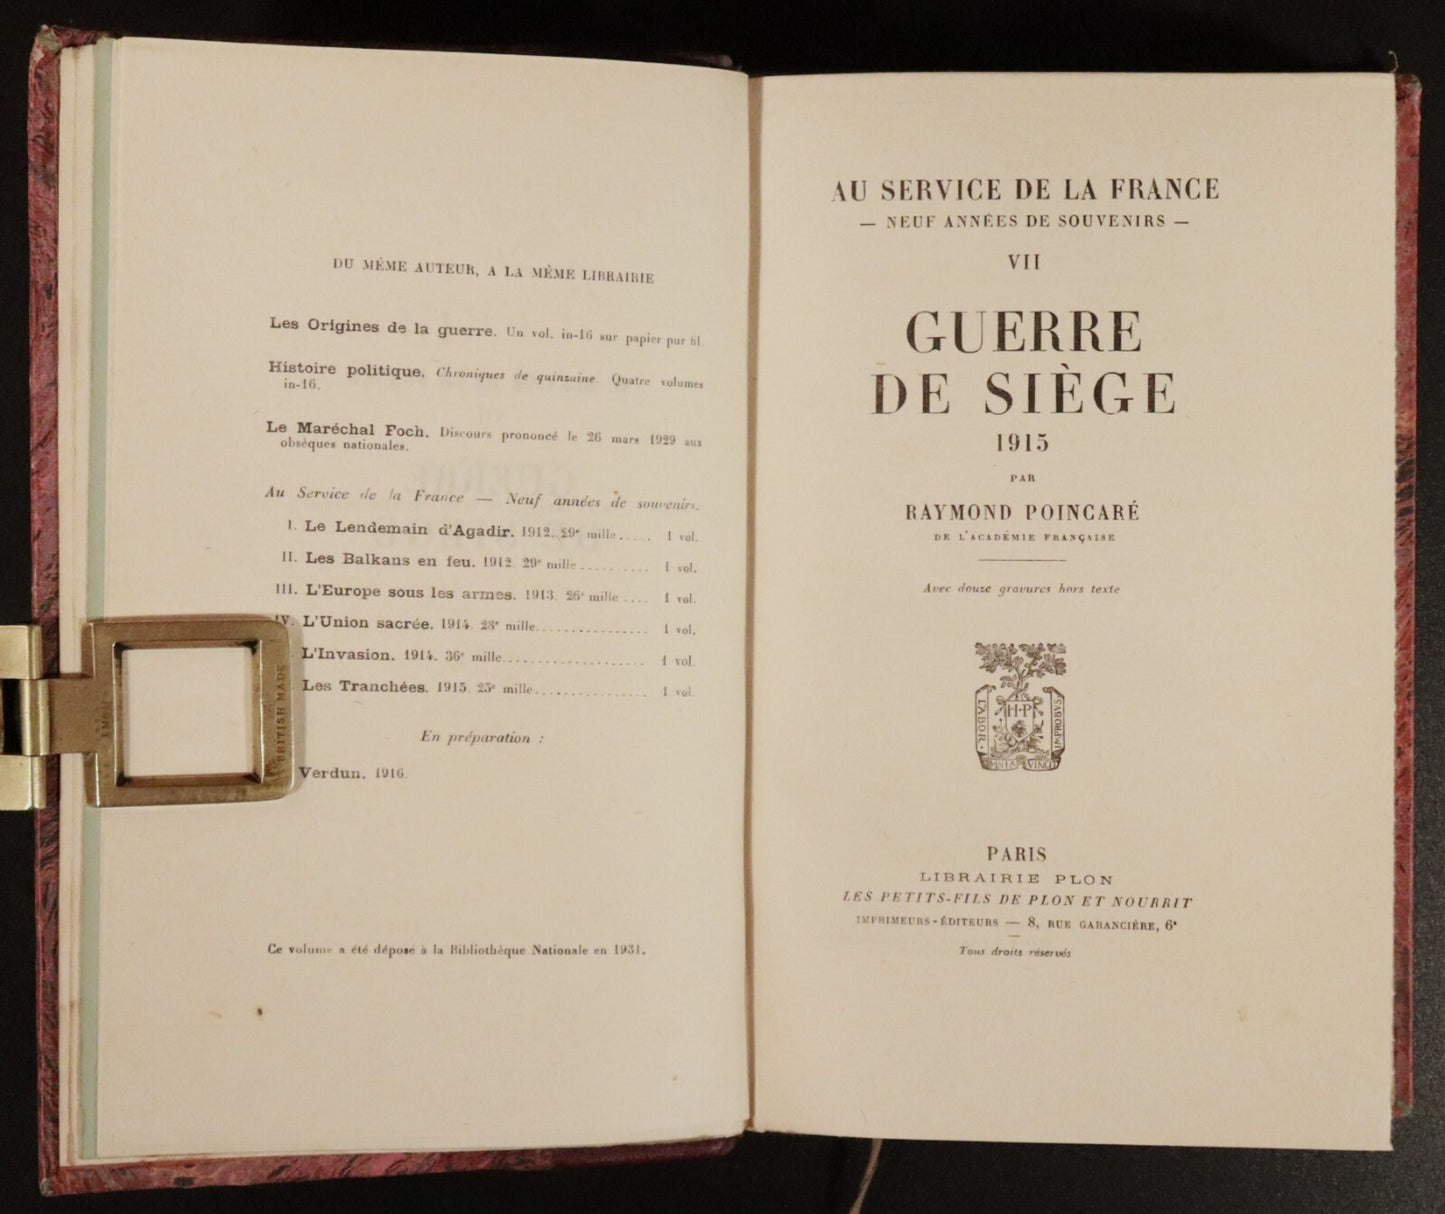 DU MÊME AUTEUR, A LA MÊME LIBRAIRIE
Les Origines de la guerre. Un vol. in-16 sur papier pur fil.
Histoire politique. Chroniques de quinzaine. Quatre volumes
in-16.
Le Maréchal Foch. Discours prononcé le 26 mars 1929 aux
obsèques nationales.
Au Service de la France — Neuf années de souvenirs.
I. Le Lendemain d'Agadir. 1912. 29e mille..... 1 vol.
II. Les Balkans en feu. 1912. 29e mille.......... 1 vol.
III. L'Europe sous les armes. 1913. 26e mille .... 1 vol.
IV. L'Union sacrée. 1914. 28e mille................ 1 vol.
L'Invasion. 1914. 36e mille.................... 1 vol.
Les Tranchées. 1915. 25e mille................ 1 vol.
En préparation :
Verdun. 1916.
Ce volume a été déposé à la Bibliothèque Nationale en 1931.
BRITISH MADE
AU SERVICE DE LA FRANCE
— NEUF ANNÉES DE SOUVENIRS —
VII
GUERRE
DE SIÈGE
1915
PAR
RAYMOND POINCARÉ
DE L'ACADÉMIE FRANÇAISE
Avec douze gravures hors texte
LABOR
H·P
IMPROBVS
OMNIA VINCIT
PARIS
LIBRAIRIE PLON
LES PETITS-FILS DE PLON ET NOURRIT
IMPRIMEURS-ÉDITEURS — 8, RUE GARANCIÈRE, 6e
Tous droits réservés